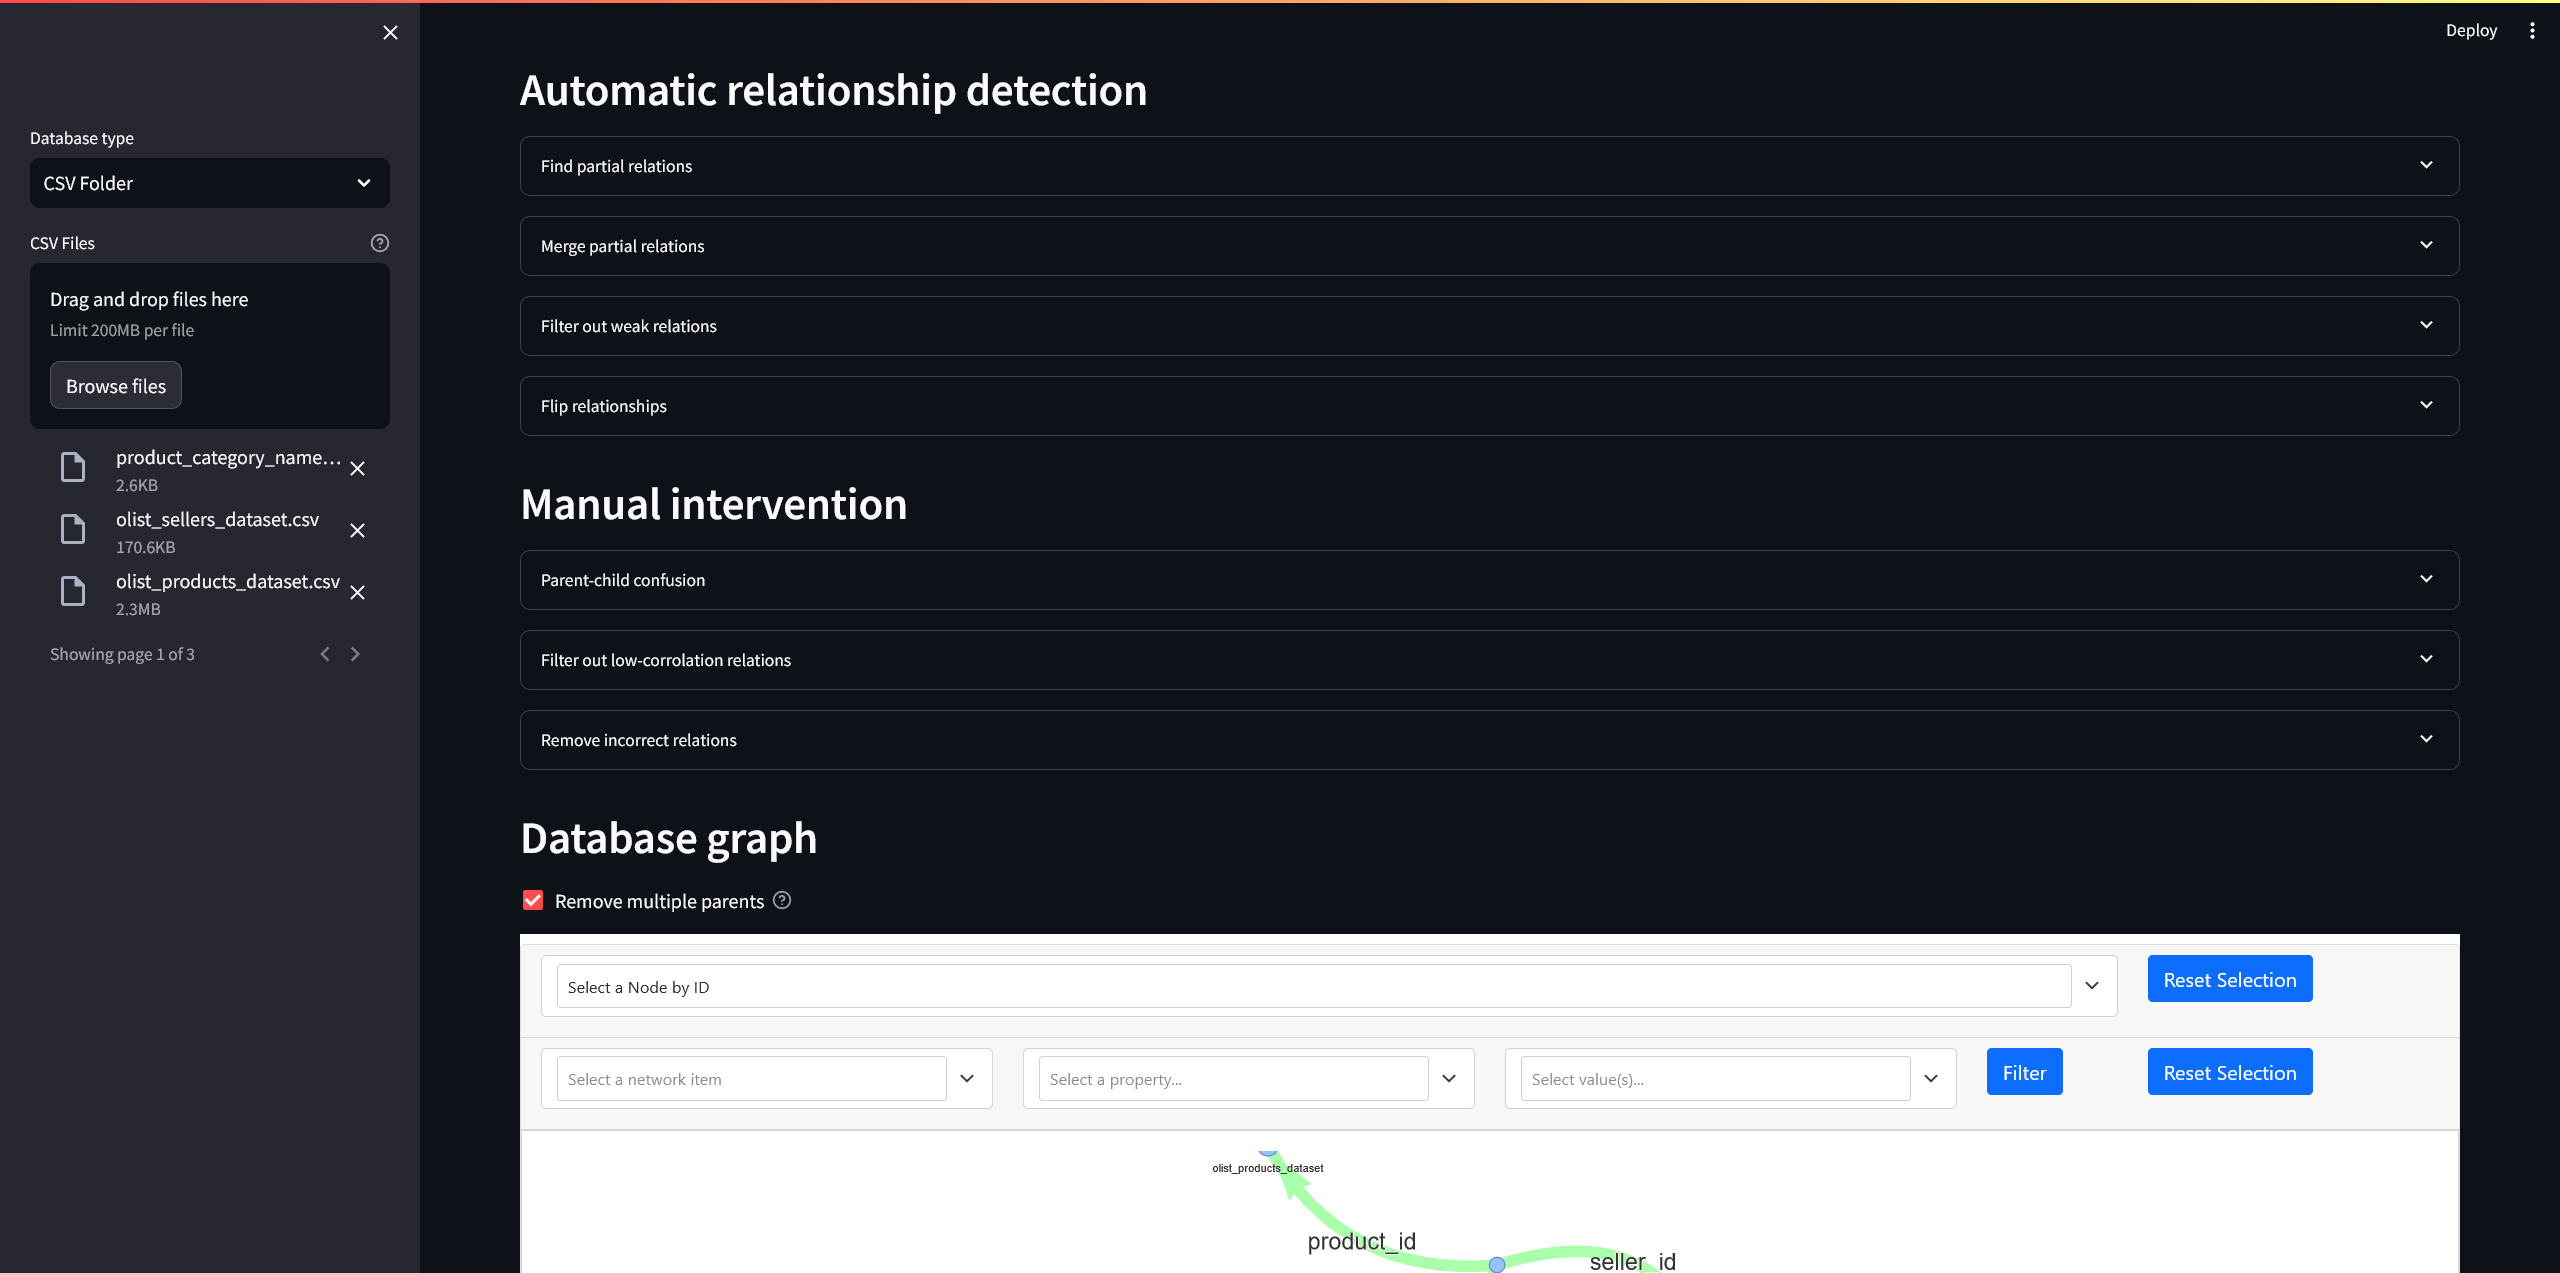 Deploy
Database type
CSV Folder
CSV Files
Drag and drop files here
Limit 200MB per file
Browse files
product_category_name...
2.6KB
olist_sellers_dataset.csv
170.6KB
olist_products_dataset.csv
2.3MB
Showing page 1 of 3
Automatic relationship detection
Find partial relations
Merge partial relations
Filter out weak relations
Flip relationships
Manual intervention
Parent-child confusion
Filter out low-corrolation relations
Remove incorrect relations
Database graph
Remove multiple parents
Select a Node by ID
Reset Selection
Select a network item
Select a property...
Select value(s)...
Filter
Reset Selection
olist_products_dataset
product_id
seller_id